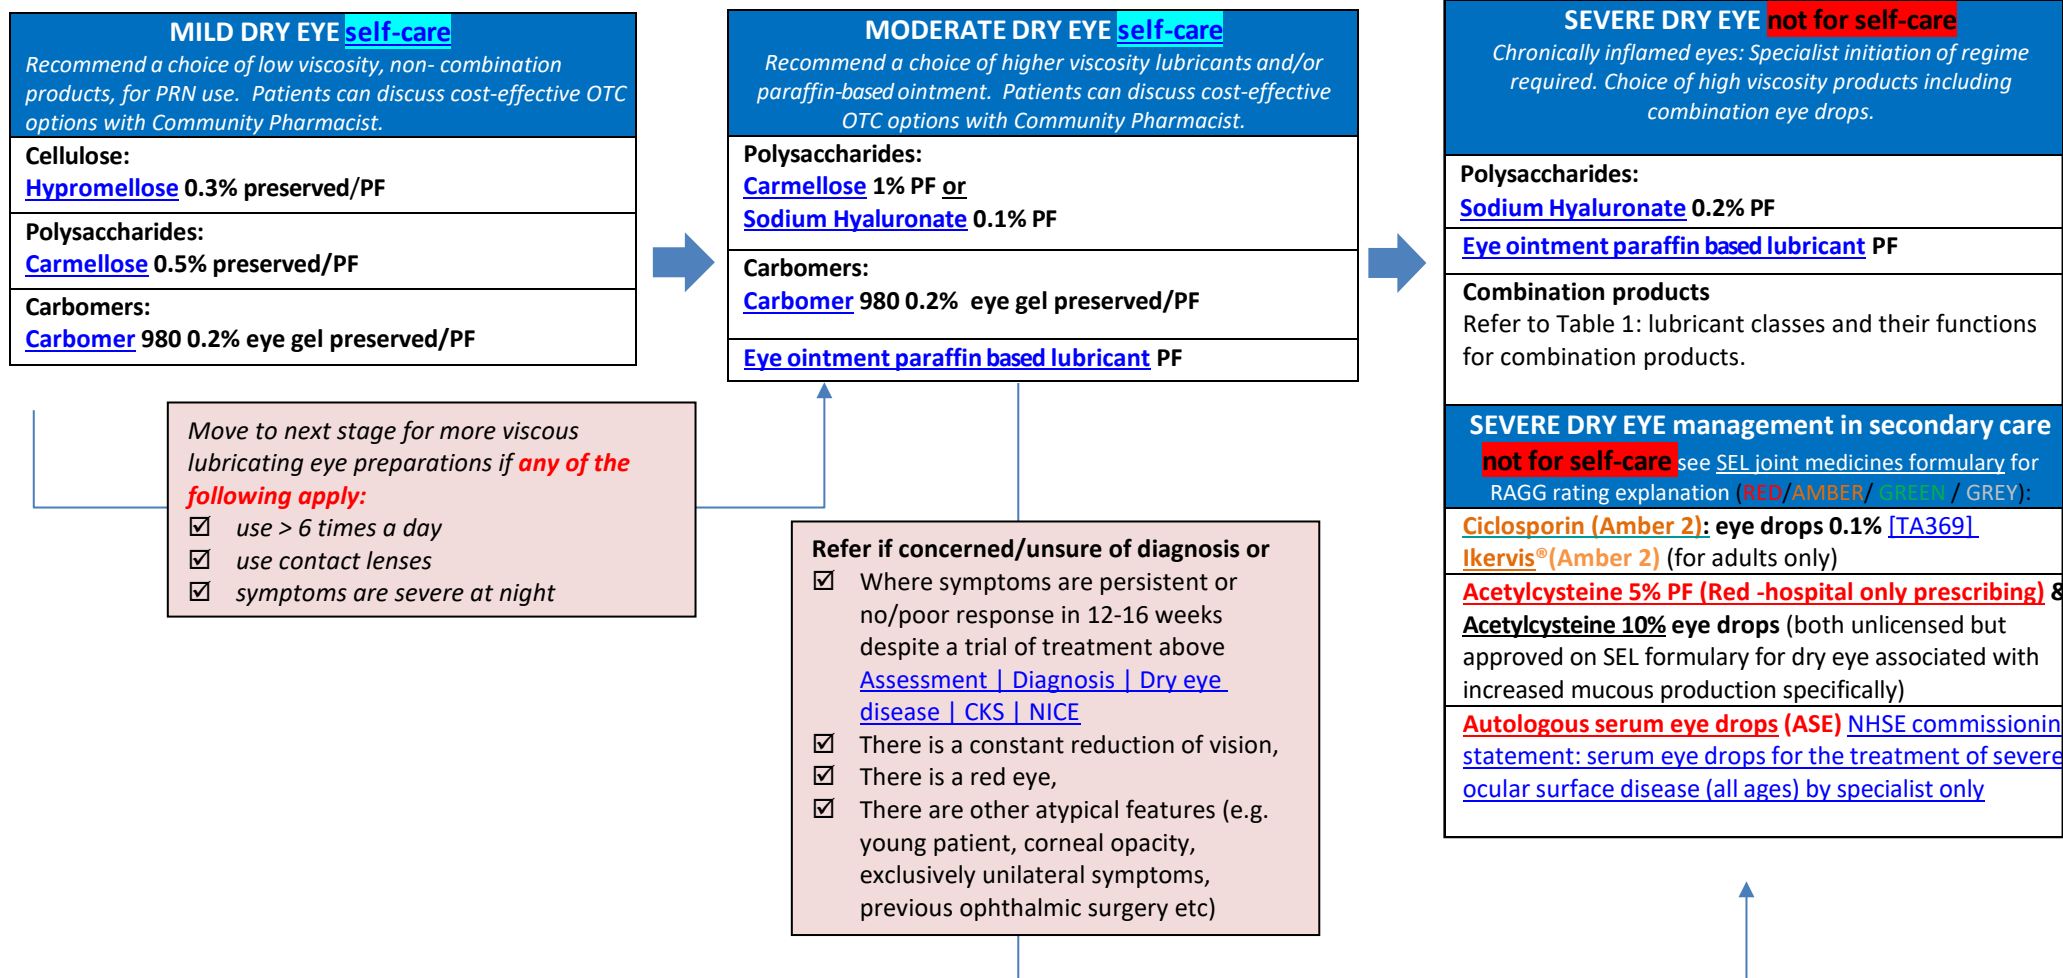 MILD DRY EYE self-care
Recommend a choice of low viscosity, non- combination
products, for PRN use. Patients can discuss cost-effective OTC
options with Community Pharmacist.
Cellulose:
Hypromellose 0.3% preserved/PF
Polysaccharides:
Carmellose 0.5% preserved/PF
Carbomers:
Carbomer 980 0.2% eye gel preserved/PF
Move to next stage for more viscous
lubricating eye preparations if any of the
following apply:
☑ use > 6 times a day
☑ use contact lenses
☑ symptoms are severe at night
MODERATE DRY EYE self-care
Recommend a choice of higher viscosity lubricants and/or
paraffin-based ointment. Patients can discuss cost-effective
OTC options with Community Pharmacist.
Polysaccharides:
Carmellose 1% PF or
Sodium Hyaluronate 0.1% PF
Carbomers:
Carbomer 980 0.2% eye gel preserved/PF
Eye ointment paraffin based lubricant PF
Refer if concerned/unsure of diagnosis or
☑ Where symptoms are persistent or
no/poor response in 12-16 weeks
despite a trial of treatment above
Assessment | Diagnosis | Dry eye
disease | CKS | NICE
☑ There is a constant reduction of vision,
☑ There is a red eye,
☑ There are other atypical features (e.g.
young patient, corneal opacity,
exclusively unilateral symptoms,
previous ophthalmic surgery etc)
SEVERE DRY EYE not for self-care
Chronically inflamed eyes: Specialist initiation of regime
required. Choice of high viscosity products including
combination eye drops.
Polysaccharides:
Sodium Hyaluronate 0.2% PF
Eye ointment paraffin based lubricant PF
Combination products
Refer to Table 1: lubricant classes and their functions
for combination products.
SEVERE DRY EYE management in secondary care
not for self-care see SEL joint medicines formulary for
RAGG rating explanation (RED/AMBER/ GREEN / GREY):
Ciclosporin (Amber 2): eye drops 0.1% [TA369]
Ikervis®(Amber 2) (for adults only)
Acetylcysteine 5% PF (Red -hospital only prescribing) &
Acetylcysteine 10% eye drops (both unlicensed but
approved on SEL formulary for dry eye associated with
increased mucous production specifically)
Autologous serum eye drops (ASE) NHSE commissionin
statement: serum eye drops for the treatment of severe
ocular surface disease (all ages) by specialist only